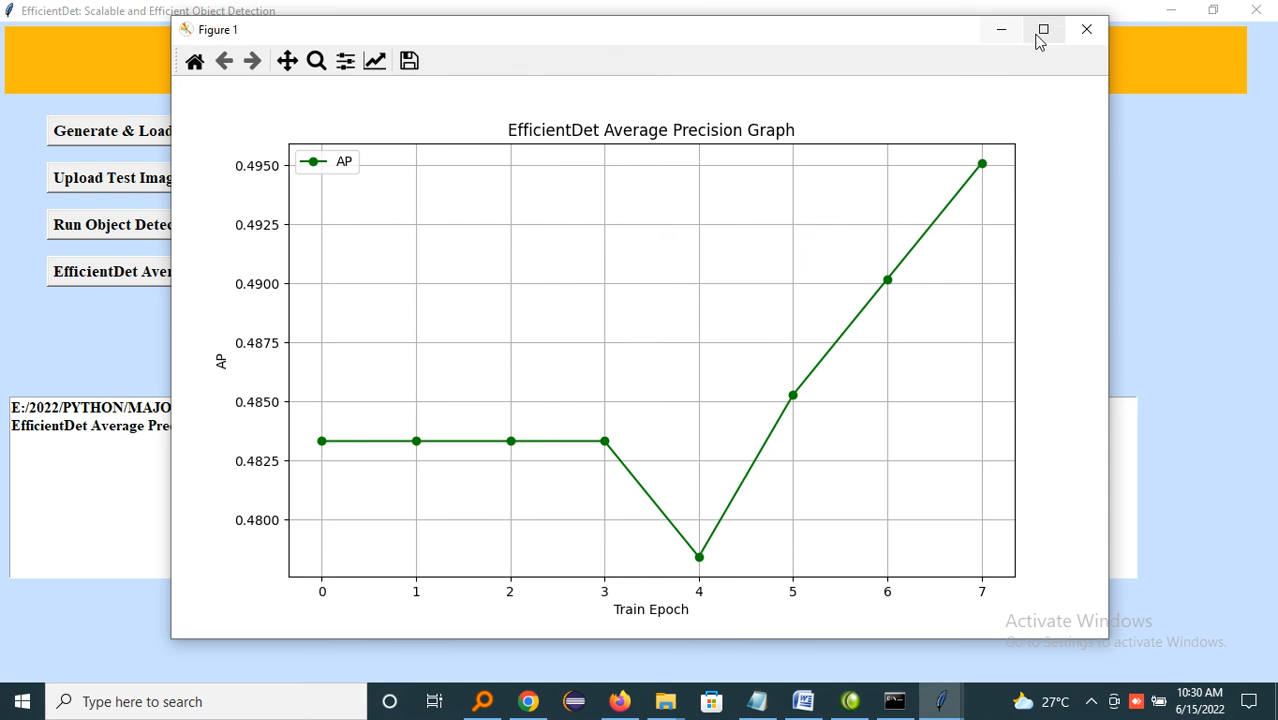 EfficientDet: Scalable and Efficient Object Detection
Figure 1
Generate & Load
Upload Test Imag
Run Object Detec
EfficientDet Aver
E:/2022/PYTHON/MAJO
EfficientDet Average Pre
EfficientDet Average Precision Graph
AP
0.4950
0.4925
0.4900
0.4875
0.4850
0.4825
0.4800
AP
0 1 2 3 4 5 6 7
Train Epoch
Activate Windows
Go to Settings to activate Windows.
Type here to search
27°C
10:30 AM
6/15/2022